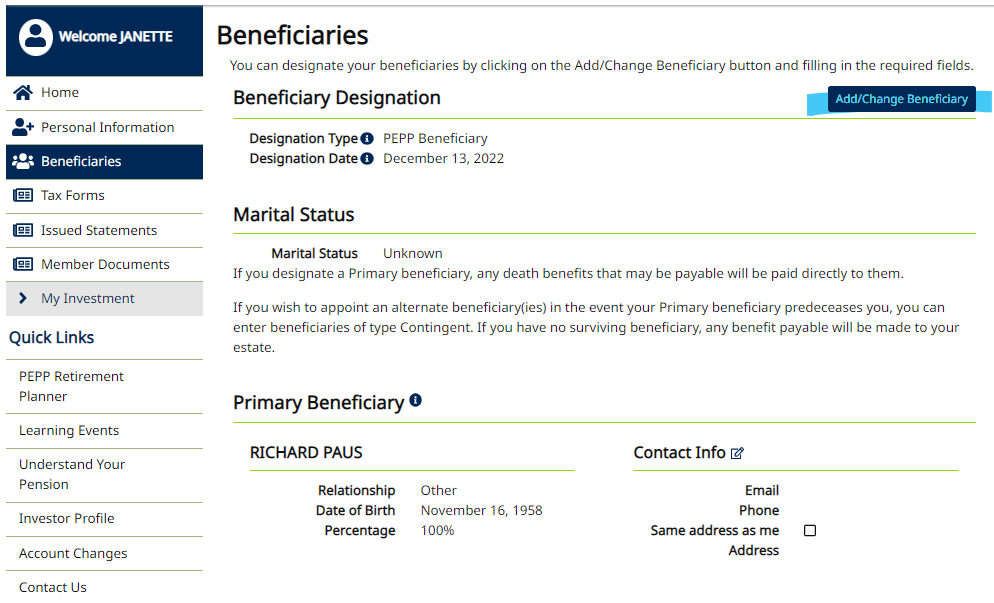 Welcome JANETTE
Home
Personal Information
Beneficiaries
Tax Forms
Issued Statements
Member Documents
My Investment
Quick Links
PEPP Retirement
Planner
Learning Events
Understand Your
Pension
Investor Profile
Account Changes
Contact Us
Beneficiaries
You can designate your beneficiaries by clicking on the Add/Change Beneficiary button and filling in the required fields.
Beneficiary Designation
Add/Change Beneficiary
Designation Type PEPP Beneficiary
Designation Date December 13, 2022
Marital Status
Marital Status Unknown
If you designate a Primary beneficiary, any death benefits that may be payable will be paid directly to them.
If you wish to appoint an alternate beneficiary(ies) in the event your Primary beneficiary predeceases you, you can
enter beneficiaries of type Contingent. If you have no surviving beneficiary, any benefit payable will be made to your
estate.
Primary Beneficiary
RICHARD PAUS
Relationship Other
Date of Birth November 16, 1958
Percentage 100%
Contact Info
Email
Phone
Same address as me
Address